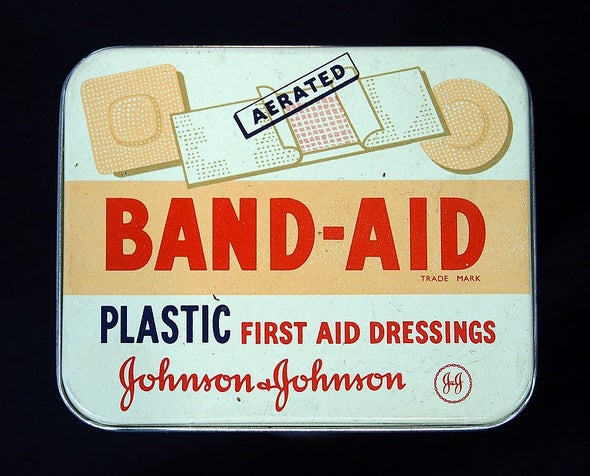 AERATED
BAND-AID
TRADE MARK
PLASTIC FIRST AID DRESSINGS
Johnson & Johnson
J&J